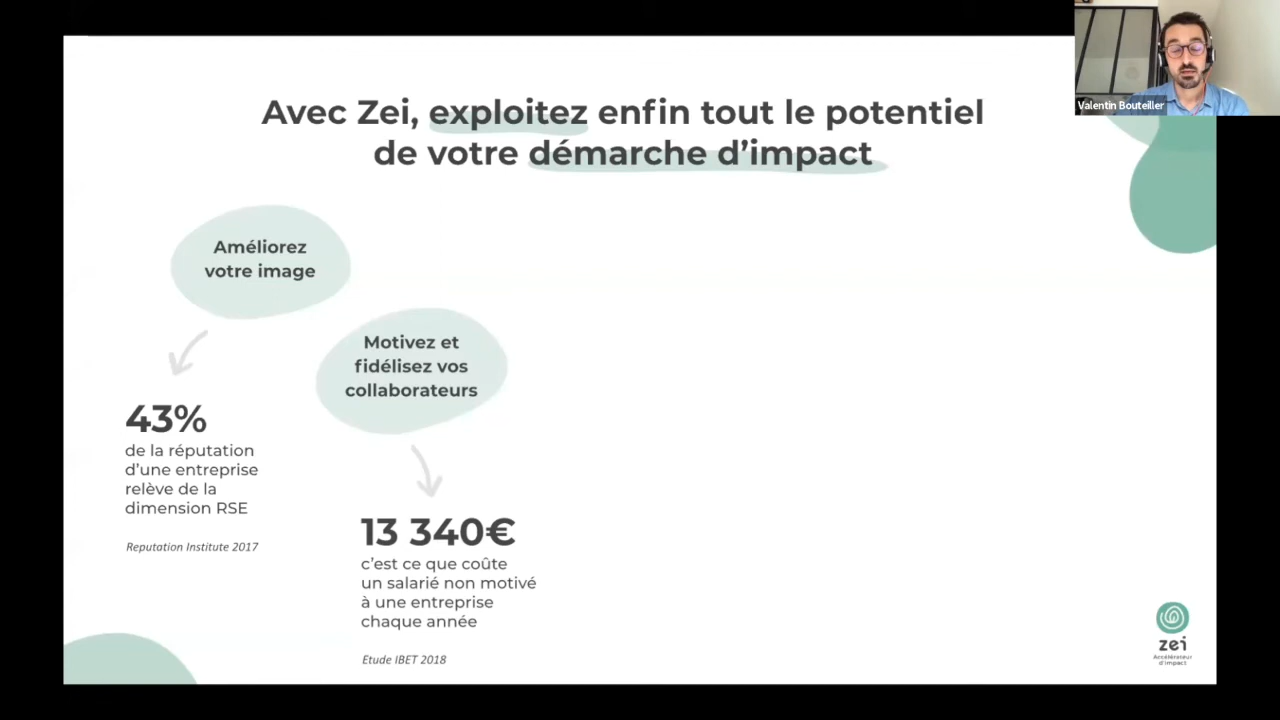 Avec Zei, exploitez enfin tout le potentiel
de votre démarche d’impact
Valentin Bouteiller
Améliorez
votre image
43%
de la réputation
d’une entreprise
relève de la
dimension RSE
Reputation Institute 2017
Motivez et
fidélisez vos
collaborateurs
13 340€
c’est ce que coûte
un salarié non motivé
à une entreprise
chaque année
Etude IBET 2018
zei
Accélérateur
d’impact